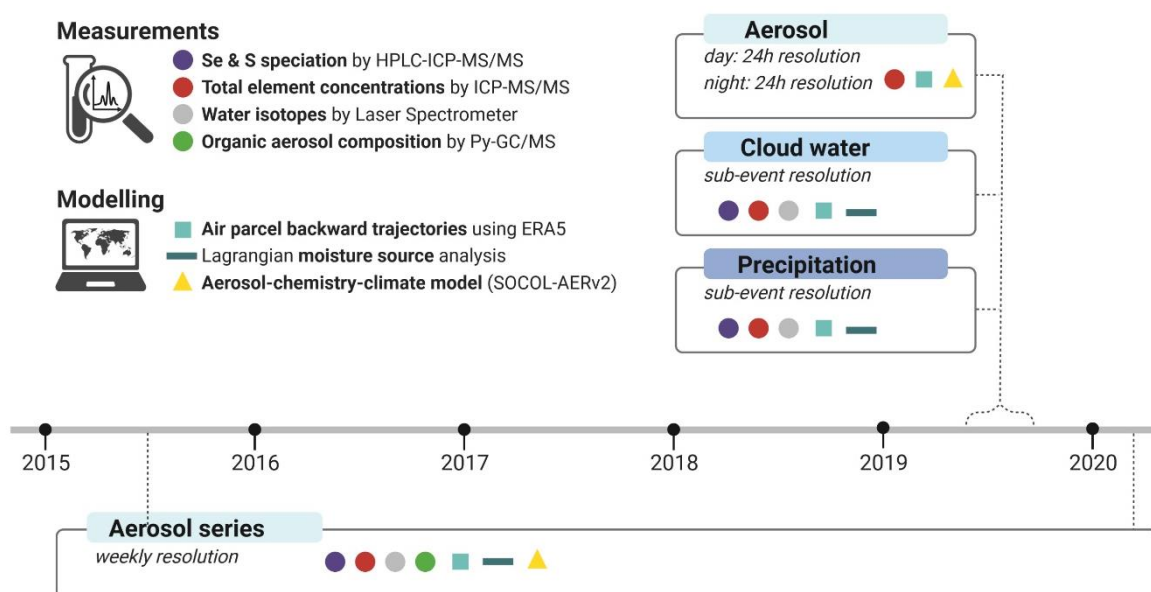 Measurements
Se & S speciation by HPLC-ICP-MS/MS
Total element concentrations by ICP-MS/MS
Water isotopes by Laser Spectrometer
Organic aerosol composition by Py-GC/MS
Modelling
Air parcel backward trajectories using ERA5
Lagrangian moisture source analysis
Aerosol-chemistry-climate model (SOCOL-AERv2)
Aerosol
day: 24h resolution
night: 24h resolution
Cloud water
sub-event resolution
Precipitation
sub-event resolution
2015
2016
2017
2018
2019
2020
Aerosol series
weekly resolution